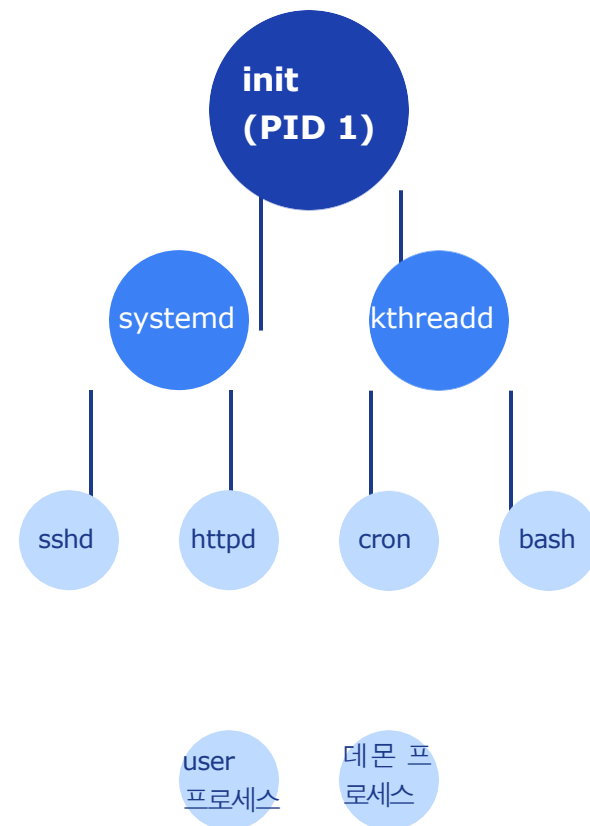 init
(PID 1)
systemd
kthreadd
sshd
httpd
cron
bash
user
프로세스
데몬 프
로세스